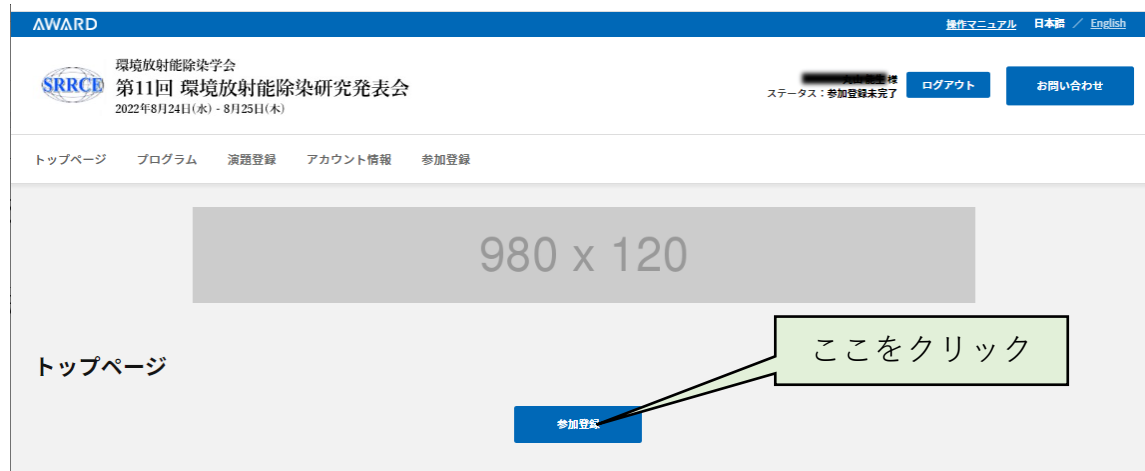 AWARD
操作マニュアル 日本語 / English
SRRCE
環境放射能除染学会
第11回 環境放射能除染研究発表会
2022年8月24日(水) - 8月25日(木)
様
ステータス：参加登録未完了
ログアウト
お問い合わせ
トップページ プログラム 演題登録 アカウント情報 参加登録
980 x 120
ここをクリック
トップページ
参加登録